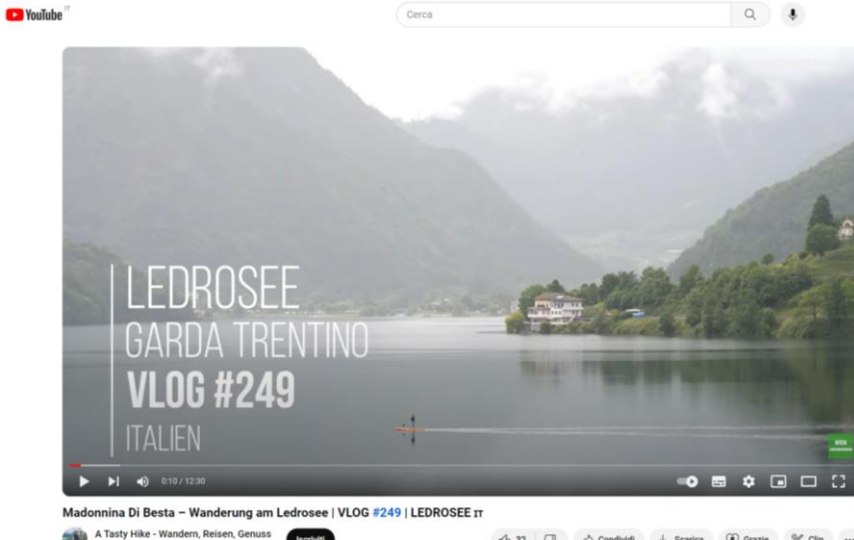 YouTube IT
Cerca
LEDROSEE
GARDA TRENTINO
VLOG #249
ITALIEN
0:10 / 12:30
Madonnina Di Besta – Wanderung am Ledrosee | VLOG #249 | LEDROSEE IT
A Tasty Hike - Wandern, Reisen, Genuss
Iscriviti
32
Condividi
Scarica
Grazie
Clip